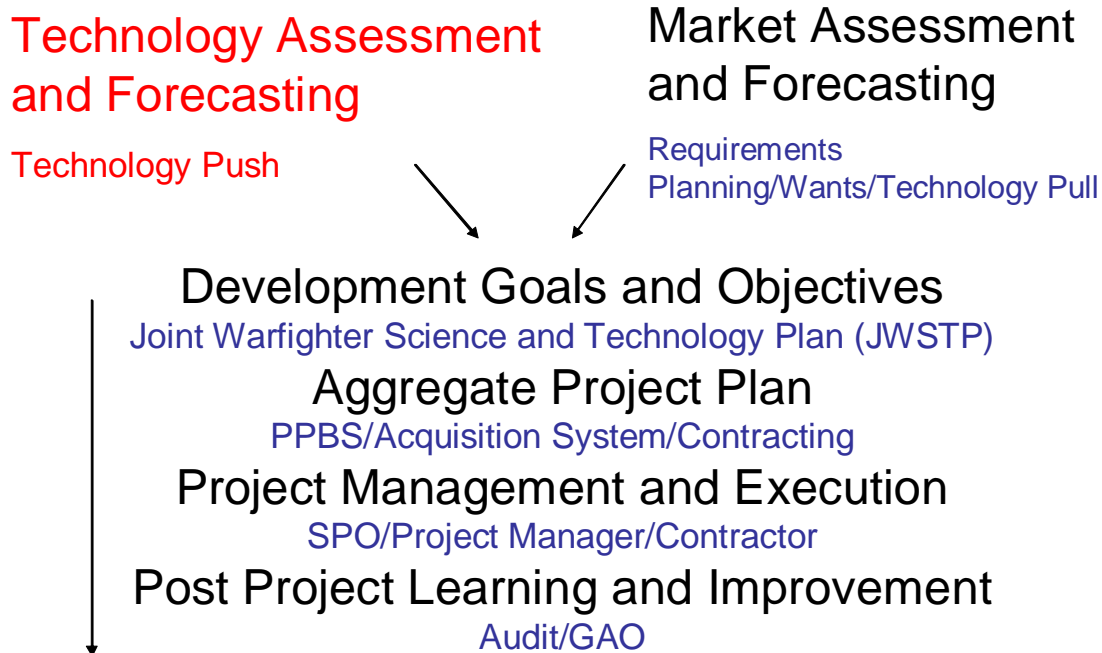 Technology Assessment
and Forecasting
Technology Push
Market Assessment
and Forecasting
Requirements
Planning/Wants/Technology Pull
Development Goals and Objectives
Joint Warfighter Science and Technology Plan (JWSTP)
Aggregate Project Plan
PPBS/Acquisition System/Contracting
Project Management and Execution
SPO/Project Manager/Contractor
Post Project Learning and Improvement
Audit/GAO